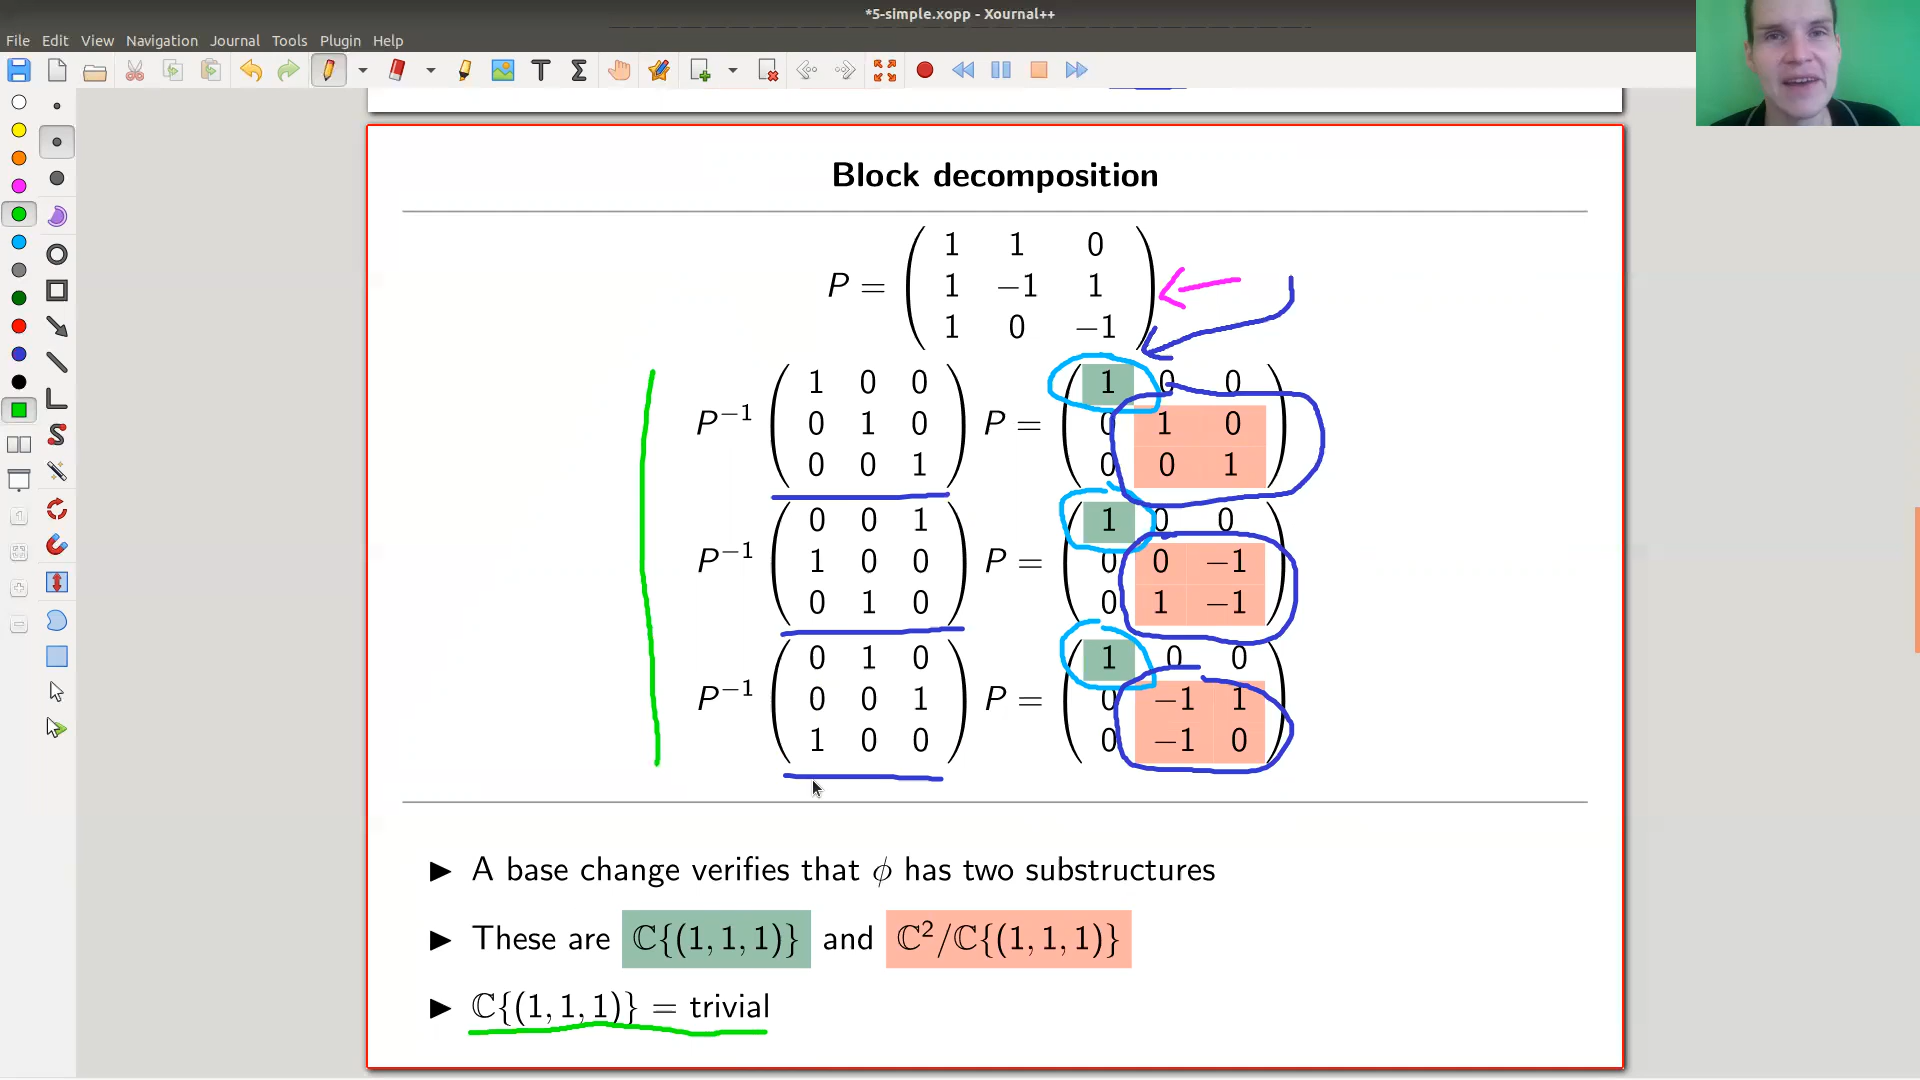 *5-simple.xopp - Xournal++
File Edit View Navigation Journal Tools Plugin Help
Block decomposition
P = ( 1 1 0
1 −1 1
1 0 −1 )
P⁻¹ ( 1 0 0
0 1 0
0 0 1 ) P = ( 1 0 0
0 1 0
0 0 1 )
P⁻¹ ( 0 0 1
1 0 0
0 1 0 ) P = ( 1 0 0
0 0 −1
0 1 −1 )
P⁻¹ ( 0 1 0
0 0 1
1 0 0 ) P = ( 1 0 0
0 −1 1
0 −1 0 )
▶ A base change verifies that ϕ has two substructures
▶ These are ℂ{(1, 1, 1)} and ℂ²/ℂ{(1, 1, 1)}
▶ ℂ{(1, 1, 1)} = trivial